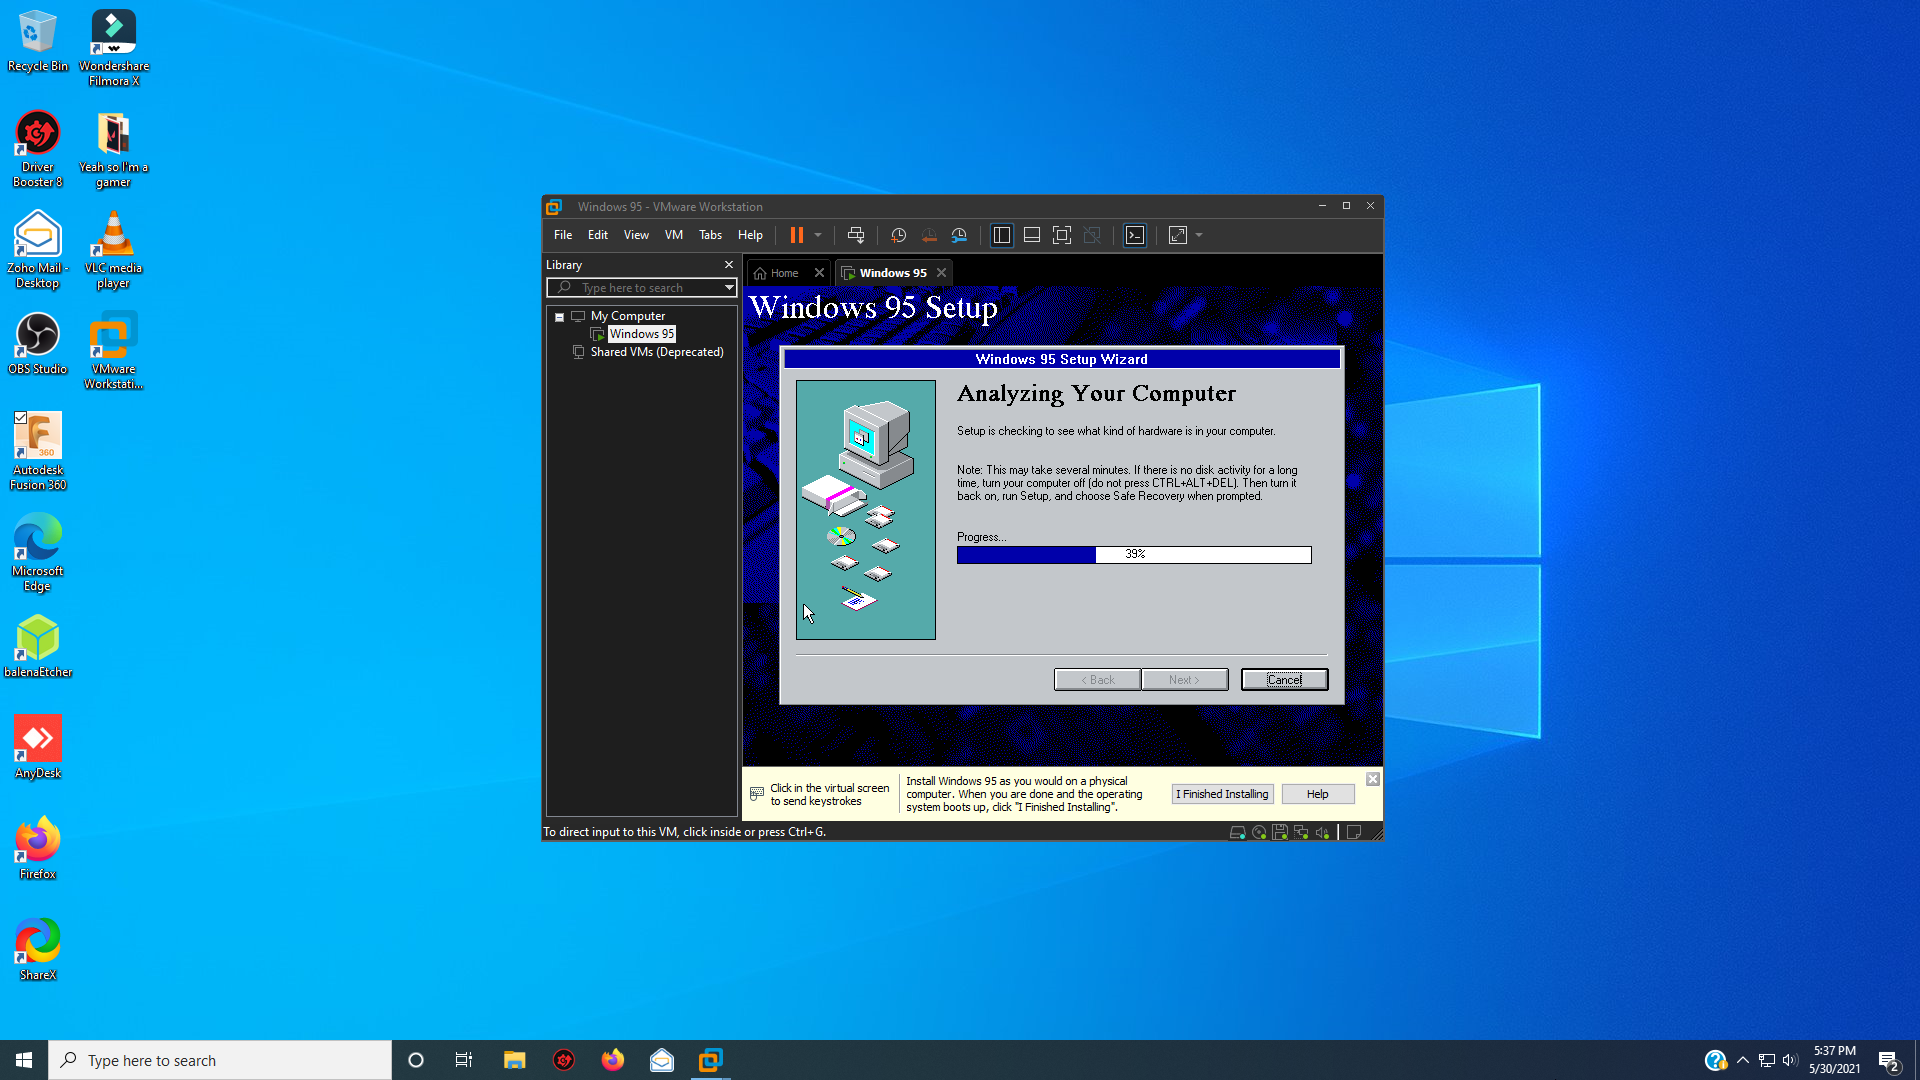 Recycle Bin
Wondershare
Filmora X
Driver
Booster 8
Yeah so I'm a
gamer
Zoho Mail -
Desktop
VLC media
player
OBS Studio
VMware
Workstati...
360
Autodesk
Fusion 360
Microsoft
Edge
balenaEtcher
AnyDesk
Firefox
ShareX
Windows 95 - VMware Workstation
File Edit View VM Tabs Help
Library
Type here to search
My Computer
Windows 95
Shared VMs (Deprecated)
Home
Windows 95
Windows 95 Setup
Windows 95 Setup Wizard
Analyzing Your Computer
Setup is checking to see what kind of hardware is in your computer.
Note: This may take several minutes. If there is no disk activity for a long
time, turn your computer off (do not press CTRL+ALT+DEL). Then turn it
back on, run Setup, and choose Safe Recovery when prompted.
Progress...
39%
< Back
Next >
Cancel
Click in the virtual screen
to send keystrokes
Install Windows 95 as you would on a physical
computer. When you are done and the operating
system boots up, click "I Finished Installing".
I Finished Installing
Help
To direct input to this VM, click inside or press Ctrl+G.
Type here to search
5:37 PM
5/30/2021
2